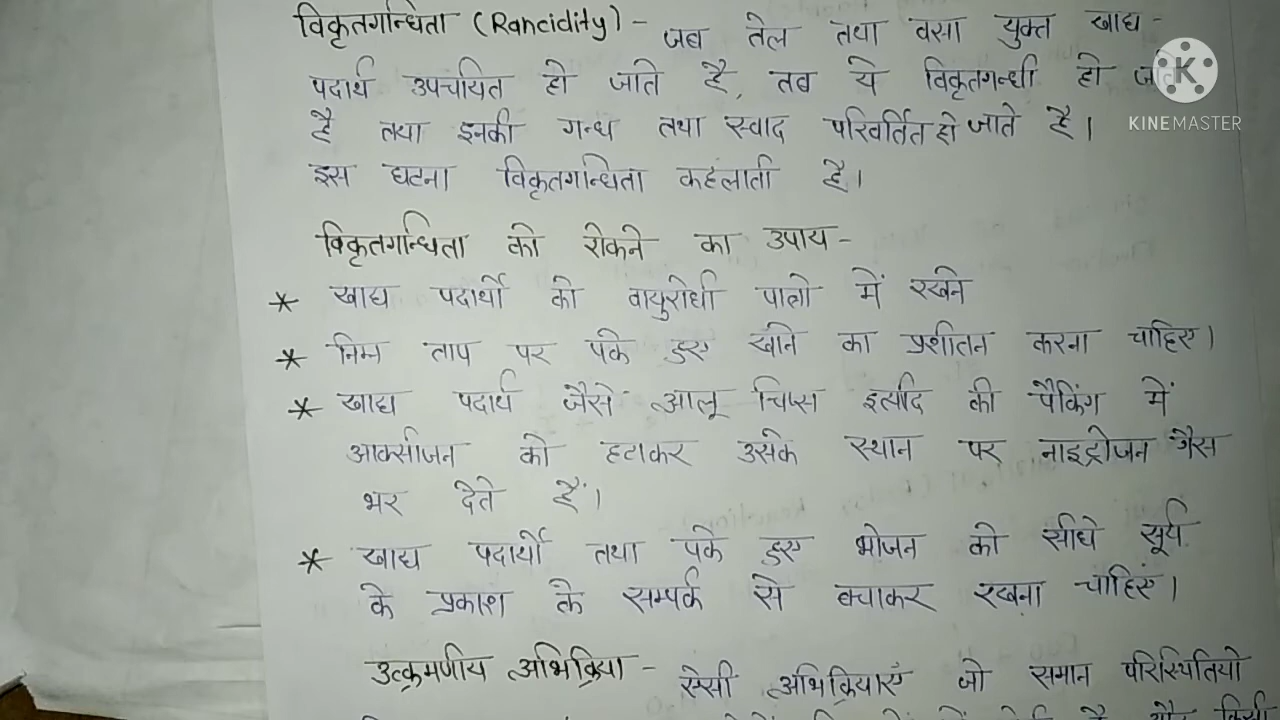 विकृतगन्धिता (Rancidity) - जब तेल तथा वसा युक्त खाद्य -
पदार्थ उपचयित हो जाते है, तब ये विकृतगन्धी हो जाते
है तथा इनकी गन्ध तथा स्वाद परिवर्तित हो जाते है।
इस घटना विकृतगन्धिता कहलाती है।
विकृतगन्धिता को रोकने का उपाय -
* खाद्य पदार्थो को वायुरोधी पात्रो में रखने
* निम्न ताप पर पके हुए खाने का प्रशीतन करना चाहिए।
* खाद्य पदार्थ जैसे - आलू चिप्स इत्यदि की पैकिंग में
आक्सीजन को हटाकर उसके स्थान पर नाइट्रोजन गैस
भर देते हैं।
* खाद्य पदार्थो तथा पके हुए भोजन को सीधे सूर्य
के प्रकाश के सम्पर्क से बचाकर रखना चाहिए।
उत्क्रमणीय अभिक्रिया - ऐसी अभिक्रियाएँ जो समान परिस्थितियो
K
KINEMASTER